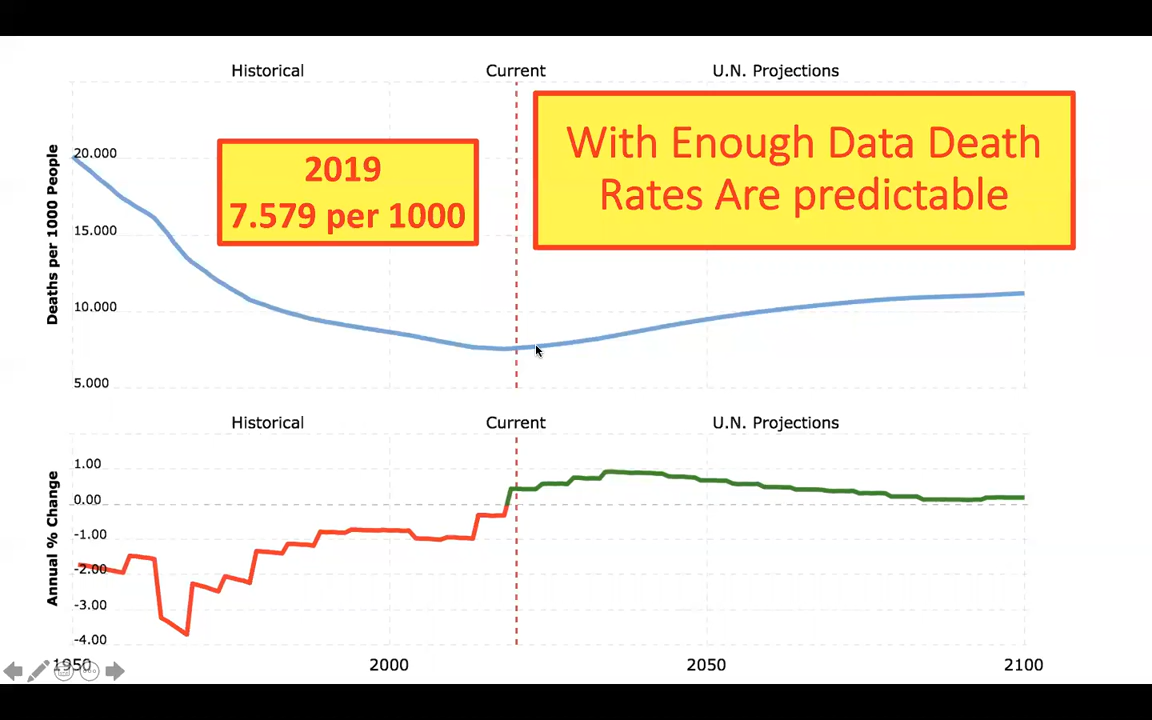 Historical Current U.N. Projections
With Enough Data Death
Rates Are predictable
2019
7.579 per 1000
Deaths per 1000 People
20.000
15.000
10.000
5.000
Historical Current U.N. Projections
Annual % Change
1.00
0.00
-1.00
-2.00
-3.00
-4.00
1950 2000 2050 2100